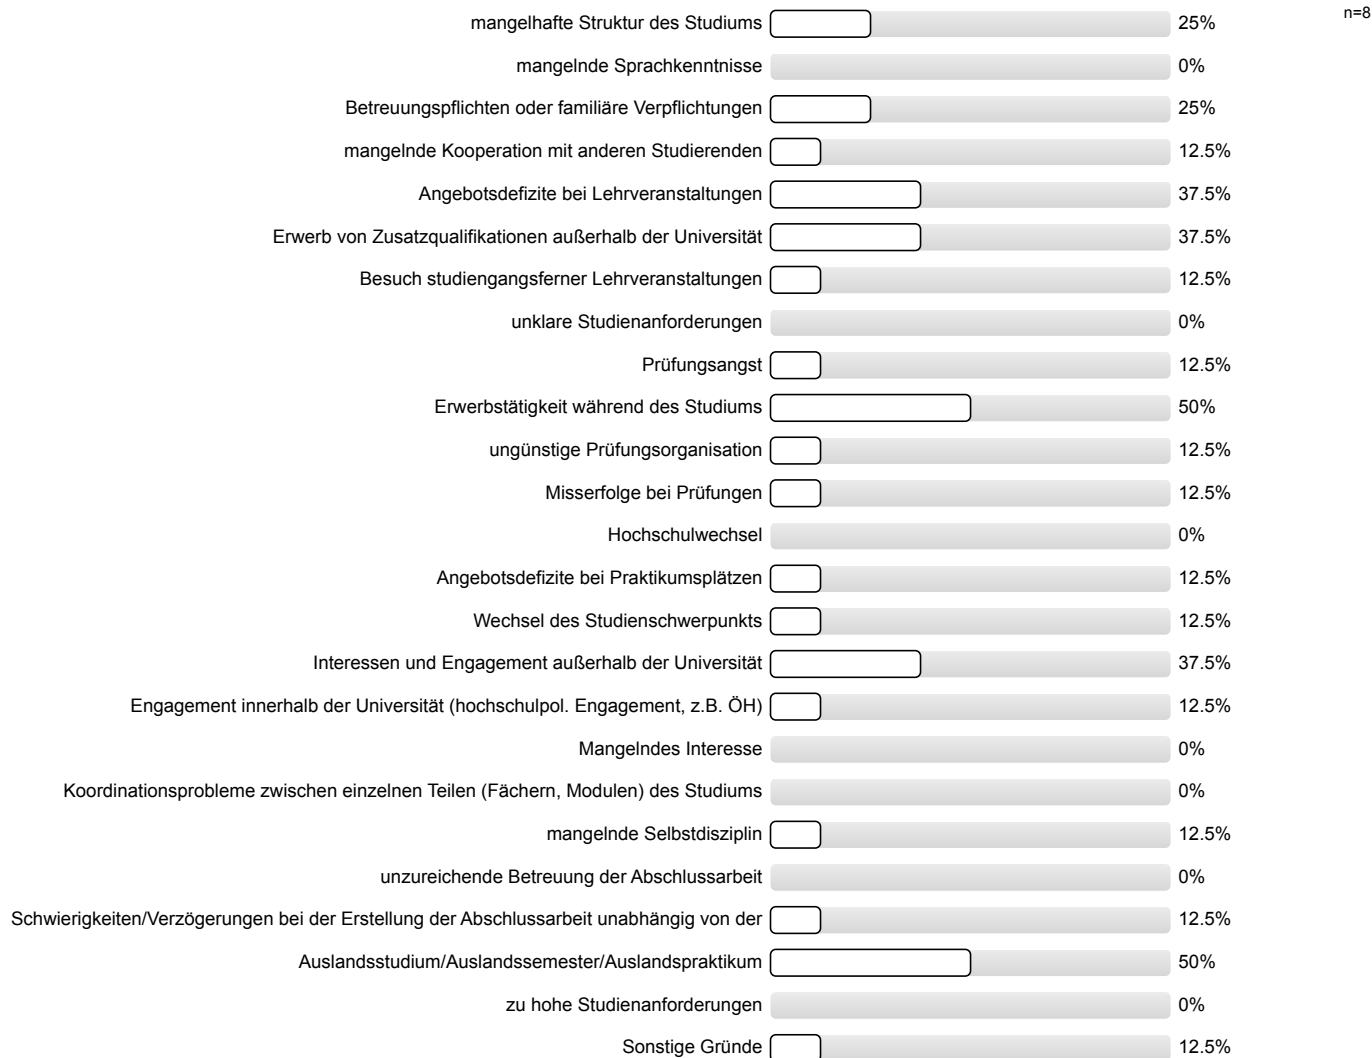 n=8
mangelhafte Struktur des Studiums 25%
mangelnde Sprachkenntnisse 0%
Betreuungspflichten oder familiäre Verpflichtungen 25%
mangelnde Kooperation mit anderen Studierenden 12.5%
Angebotsdefizite bei Lehrveranstaltungen 37.5%
Erwerb von Zusatzqualifikationen außerhalb der Universität 37.5%
Besuch studiengangsferner Lehrveranstaltungen 12.5%
unklare Studienanforderungen 0%
Prüfungsangst 12.5%
Erwerbstätigkeit während des Studiums 50%
ungünstige Prüfungsorganisation 12.5%
Misserfolge bei Prüfungen 12.5%
Hochschulwechsel 0%
Angebotsdefizite bei Praktikumsplätzen 12.5%
Wechsel des Studienschwerpunkts 12.5%
Interessen und Engagement außerhalb der Universität 37.5%
Engagement innerhalb der Universität (hochschulpol. Engagement, z.B. ÖH) 12.5%
Mangelndes Interesse 0%
Koordinationsprobleme zwischen einzelnen Teilen (Fächern, Modulen) des Studiums 0%
mangelnde Selbstdisziplin 12.5%
unzureichende Betreuung der Abschlussarbeit 0%
Schwierigkeiten/Verzögerungen bei der Erstellung der Abschlussarbeit unabhängig von der 12.5%
Auslandsstudium/Auslandssemester/Auslandspraktikum 50%
zu hohe Studienanforderungen 0%
Sonstige Gründe 12.5%